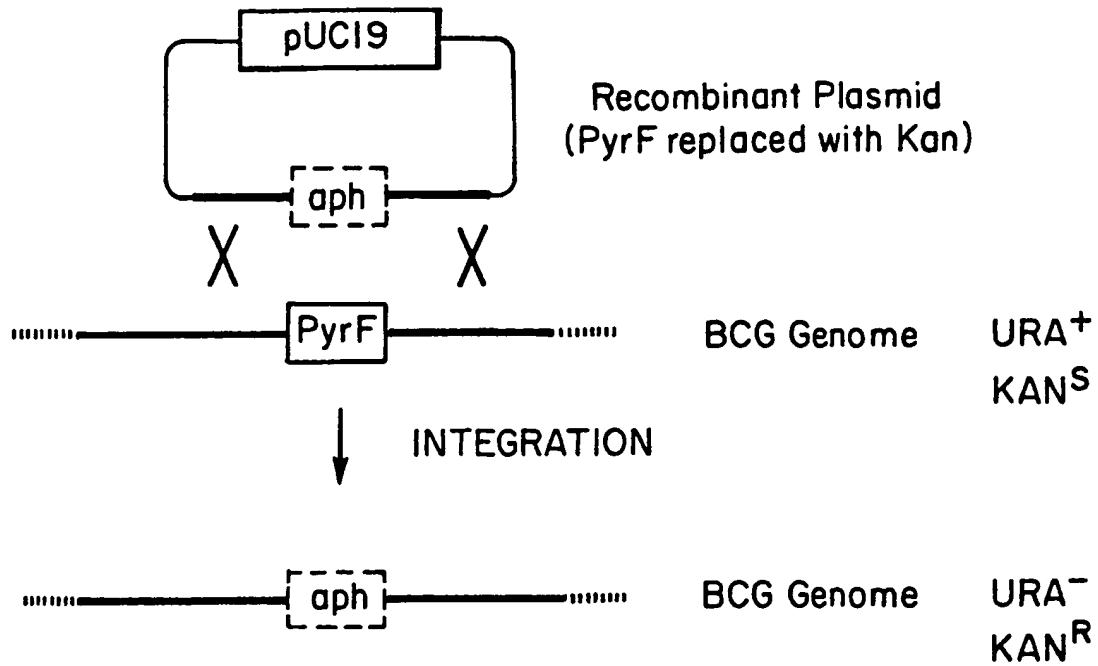 pUC19
Recombinant Plasmid
(PyrF replaced with Kan)
aph
X X
PyrF
BCG Genome URA+
KANS
INTEGRATION
aph
BCG Genome URA-
KANR